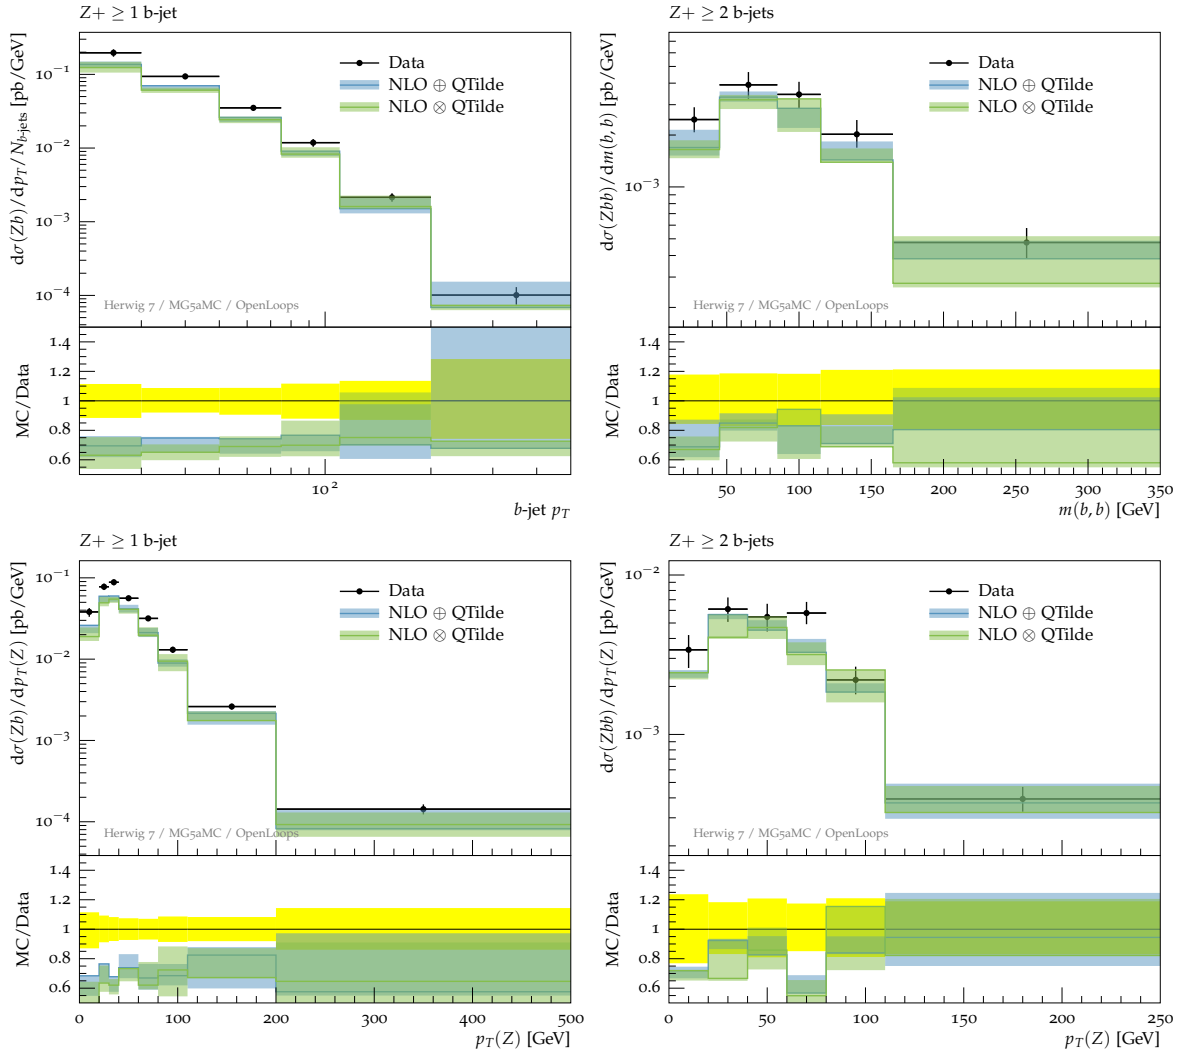 Z+ ≥ 1 b-jet
dσ(Zb)/dp_T/N_b-jets [pb/GeV]
10⁻¹
10⁻²
10⁻³
10⁻⁴
Data
NLO ⊕ QTilde
NLO ⊗ QTilde
Herwig 7 / MG5aMC / OpenLoops
MC/Data
1.4
1.2
1
0.8
0.6
10²
b-jet p_T
Z+ ≥ 2 b-jets
dσ(Zbb)/dm(b, b) [pb/GeV]
10⁻³
Data
NLO ⊕ QTilde
NLO ⊗ QTilde
Herwig 7 / MG5aMC / OpenLoops
MC/Data
1.4
1.2
1
0.8
0.6
50 100 150 200 250 300 350
m(b, b) [GeV]
Z+ ≥ 1 b-jet
dσ(Zb)/dp_T(Z) [pb/GeV]
10⁻¹
10⁻²
10⁻³
10⁻⁴
Data
NLO ⊕ QTilde
NLO ⊗ QTilde
Herwig 7 / MG5aMC / OpenLoops
MC/Data
1.4
1.2
1
0.8
0.6
0 100 200 300 400 500
p_T(Z) [GeV]
Z+ ≥ 2 b-jets
dσ(Zbb)/dp_T(Z) [pb/GeV]
10⁻²
10⁻³
Data
NLO ⊕ QTilde
NLO ⊗ QTilde
Herwig 7 / MG5aMC / OpenLoops
MC/Data
1.4
1.2
1
0.8
0.6
0 50 100 150 200 250
p_T(Z) [GeV]